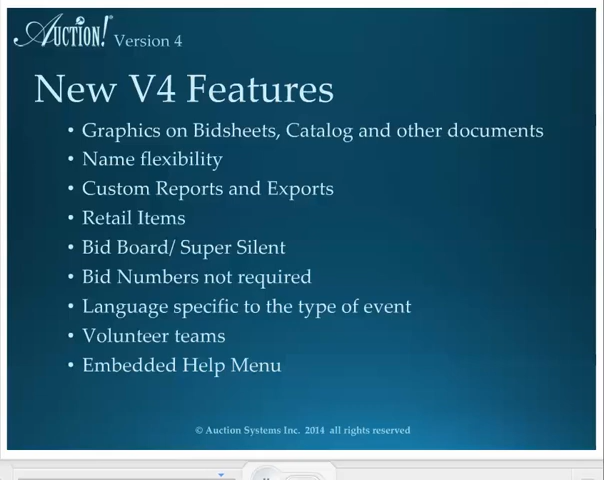 AUCTION! Version 4
New V4 Features
• Graphics on Bidsheets, Catalog and other documents
• Name flexibility
• Custom Reports and Exports
• Retail Items
• Bid Board/ Super Silent
• Bid Numbers not required
• Language specific to the type of event
• Volunteer teams
• Embedded Help Menu
© Auction Systems Inc. 2014 all rights reserved